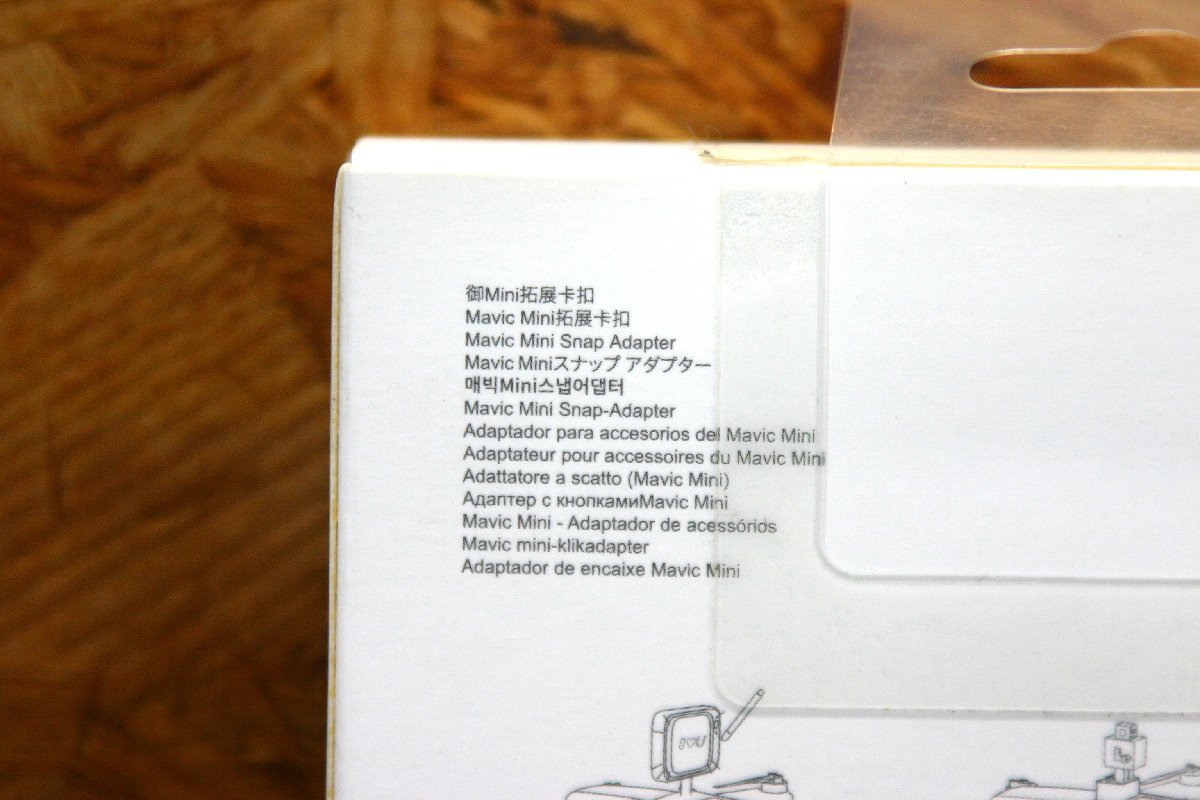 御Mini拓展卡扣
Mavic Mini拓展卡扣
Mavic Mini Snap Adapter
Mavic Miniスナップ アダプター
매빅Mini스냅어댑터
Mavic Mini Snap-Adapter
Adaptador para accesorios del Mavic Mini
Adaptateur pour accessoires du Mavic Mini
Adattatore a scatto (Mavic Mini)
Адаптер с кнопкамиMavic Mini
Mavic Mini - Adaptador de acessórios
Mavic mini-klikadapter
Adaptador de encaixe Mavic Mini